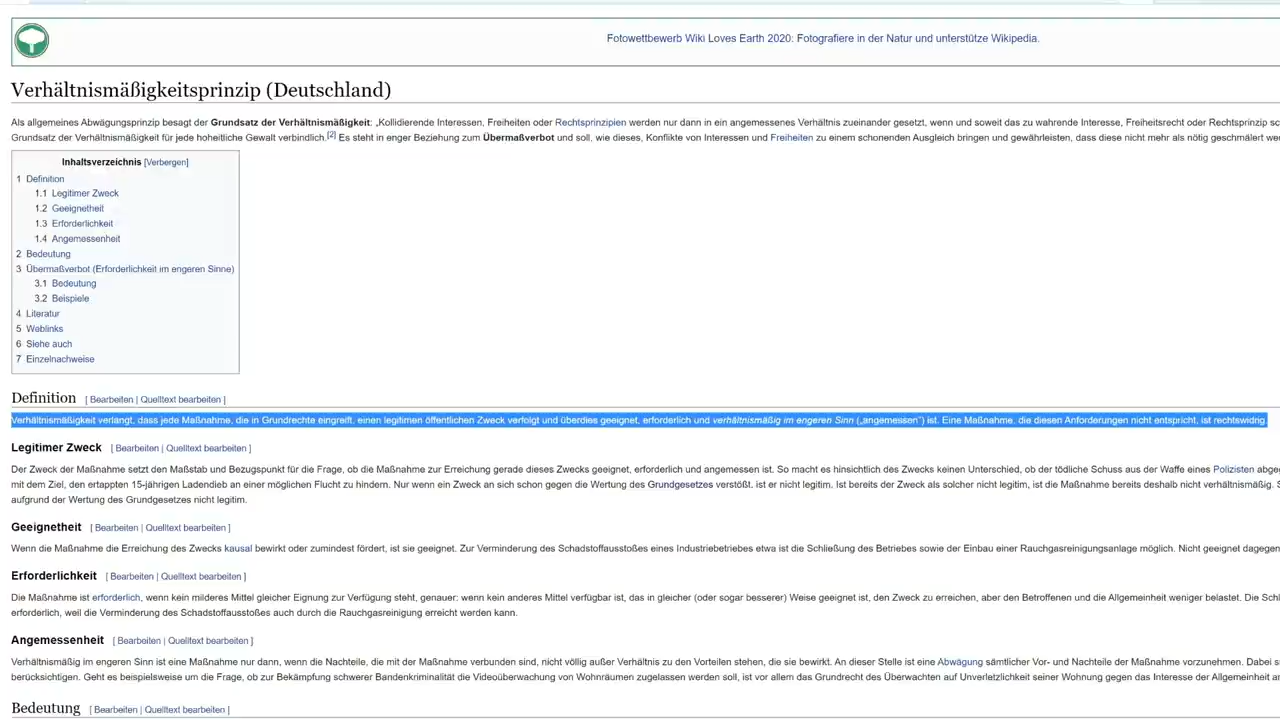 Fotowettbewerb Wiki Loves Earth 2020: Fotografiere in der Natur und unterstütze Wikipedia.
Verhältnismäßigkeitsprinzip (Deutschland)
Als allgemeines Abwägungsprinzip besagt der Grundsatz der Verhältnismäßigkeit: „Kollidierende Interessen, Freiheiten oder Rechtsprinzipien werden nur dann in ein angemessenes Verhältnis zueinander gesetzt, wenn und soweit das zu wahrende Interesse, Freiheitsrecht oder Rechtsprinzip
Grundsatz der Verhältnismäßigkeit für jede hoheitliche Gewalt verbindlich.[2] Es steht in enger Beziehung zum Übermaßverbot und soll, wie dieses, Konflikte von Interessen und Freiheiten zu einem schonenden Ausgleich bringen und gewährleisten, dass diese nicht mehr als nötig geschmälert
Inhaltsverzeichnis [Verbergen]
1 Definition
1.1 Legitimer Zweck
1.2 Geeignetheit
1.3 Erforderlichkeit
1.4 Angemessenheit
2 Bedeutung
3 Übermaßverbot (Erforderlichkeit im engeren Sinne)
3.1 Bedeutung
3.2 Beispiele
4 Literatur
5 Weblinks
6 Siehe auch
7 Einzelnachweise
Definition [ Bearbeiten | Quelltext bearbeiten ]
Verhältnismäßigkeit verlangt, dass jede Maßnahme, die in Grundrechte eingreift, einen legitimen öffentlichen Zweck verfolgt und überdies geeignet, erforderlich und verhältnismäßig im engeren Sinn („angemessen“) ist. Eine Maßnahme, die diesen Anforderungen nicht entspricht, ist rechtswidrig.
Legitimer Zweck [ Bearbeiten | Quelltext bearbeiten ]
Der Zweck der Maßnahme setzt den Maßstab und Bezugspunkt für die Frage, ob die Maßnahme zur Erreichung gerade dieses Zwecks geeignet, erforderlich und angemessen ist. So macht es hinsichtlich des Zwecks keinen Unterschied, ob der tödliche Schuss aus der Waffe eines Polizisten
mit dem Ziel, den ertappten 15-jährigen Ladendieb an einer möglichen Flucht zu hindern. Nur wenn ein Zweck an sich schon gegen die Wertung des Grundgesetzes verstößt, ist er nicht legitim. Ist bereits der Zweck als solcher nicht legitim, ist die Maßnahme bereits deshalb nicht verhältnismäßig.
aufgrund der Wertung des Grundgesetzes nicht legitim.
Geeignetheit [ Bearbeiten | Quelltext bearbeiten ]
Wenn die Maßnahme die Erreichung des Zwecks kausal bewirkt oder zumindest fördert, ist sie geeignet. Zur Verminderung des Schadstoffausstoßes eines Industriebetriebes etwa ist die Schließung des Betriebes sowie der Einbau einer Rauchgasreinigungsanlage möglich. Nicht geeignet dagegen
Erforderlichkeit [ Bearbeiten | Quelltext bearbeiten ]
Die Maßnahme ist erforderlich, wenn kein milderes Mittel gleicher Eignung zur Verfügung steht, genauer: wenn kein anderes Mittel verfügbar ist, das in gleicher (oder sogar besserer) Weise geeignet ist, den Zweck zu erreichen, aber den Betroffenen und die Allgemeinheit weniger belastet. Die
erforderlich, weil die Verminderung des Schadstoffausstoßes auch durch die Rauchgasreinigung erreicht werden kann.
Angemessenheit [ Bearbeiten | Quelltext bearbeiten ]
Verhältnismäßig im engeren Sinn ist eine Maßnahme nur dann, wenn die Nachteile, die mit der Maßnahme verbunden sind, nicht völlig außer Verhältnis zu den Vorteilen stehen, die sie bewirkt. An dieser Stelle ist eine Abwägung sämtlicher Vor- und Nachteile der Maßnahme vorzunehmen. Dabei
berücksichtigen. Geht es beispielsweise um die Frage, ob zur Bekämpfung schwerer Bandenkriminalität die Videoüberwachung von Wohnräumen zugelassen werden soll, ist vor allem das Grundrecht des Überwachten auf Unverletzlichkeit seiner Wohnung gegen das Interesse der Allgemeinheit
Bedeutung [ Bearbeiten | Quelltext bearbeiten ]